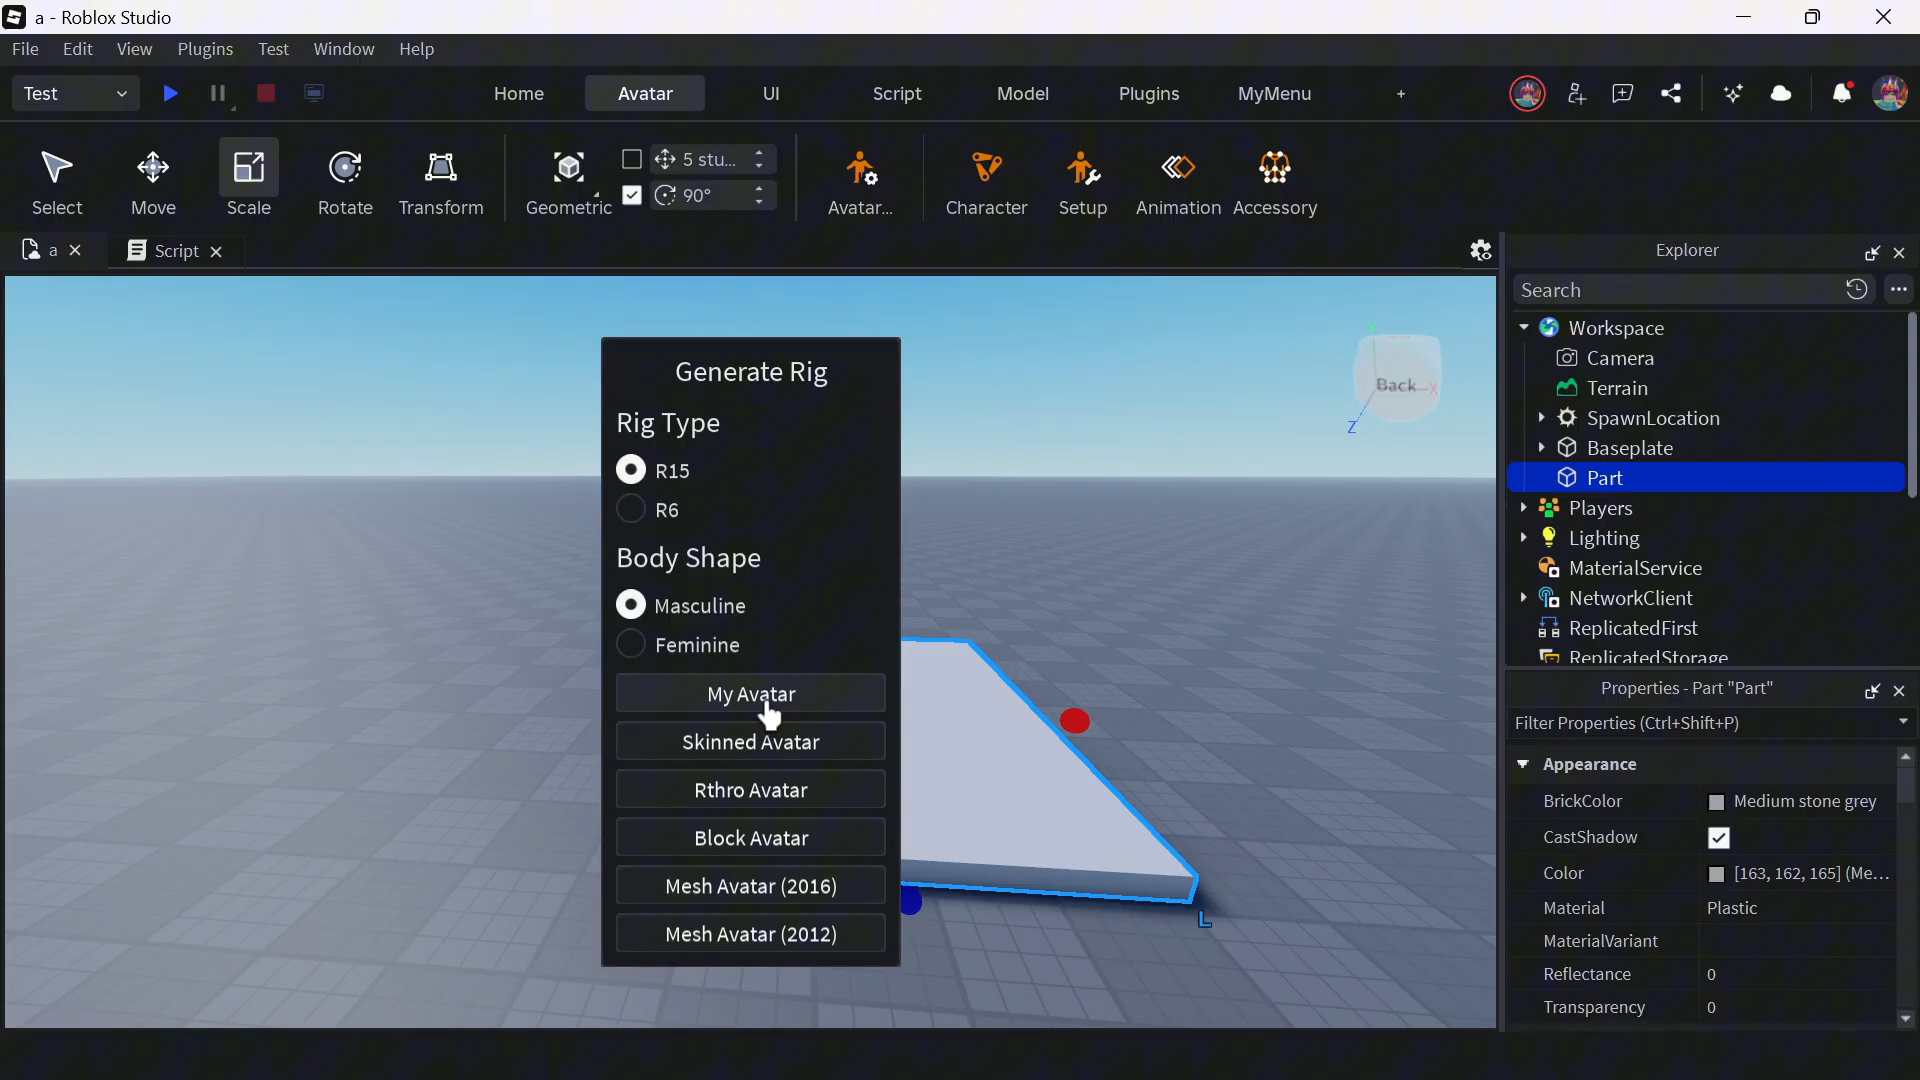 a - Roblox Studio
File Edit View Plugins Test Window Help
Test Home Avatar UI Script Model Plugins MyMenu +
5 stu...
90°
Select Move Scale Rotate Transform Geometric Avatar... Character Setup Animation Accessory
a Script
Explorer
Search
Workspace
Camera
Terrain
SpawnLocation
Baseplate
Part
Players
Lighting
MaterialService
NetworkClient
ReplicatedFirst
ReplicatedStorage
Generate Rig
Rig Type
R15
R6
Body Shape
Masculine
Feminine
My Avatar
Skinned Avatar
Rthro Avatar
Block Avatar
Mesh Avatar (2016)
Mesh Avatar (2012)
Y
Back
X
Z
L
Properties - Part "Part"
Filter Properties (Ctrl+Shift+P)
Appearance
BrickColor Medium stone grey
CastShadow
Color [163, 162, 165] (Me...
Material Plastic
MaterialVariant
Reflectance 0
Transparency 0